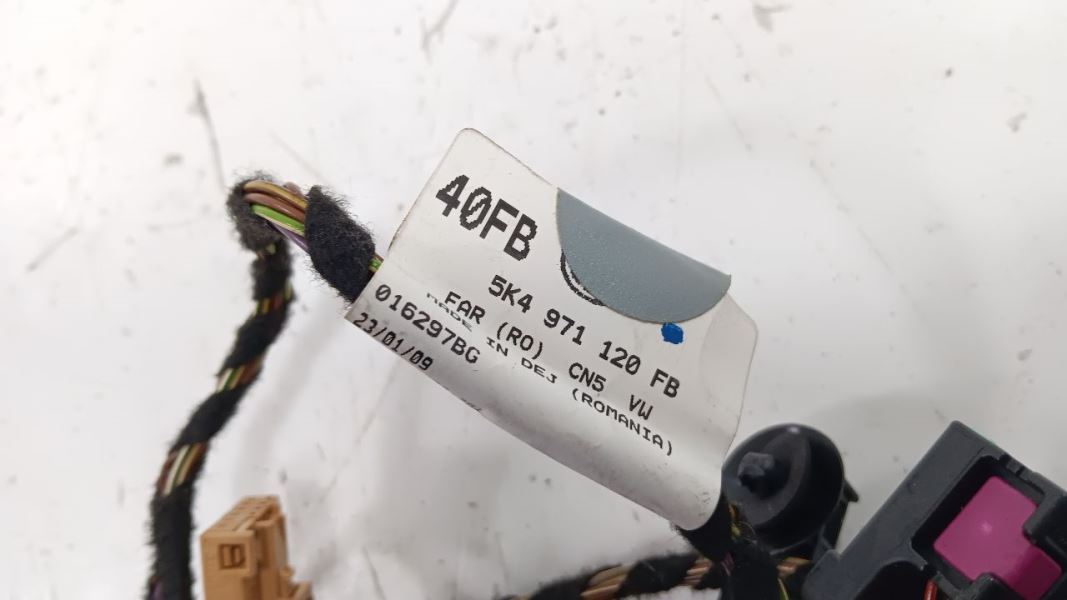 40FB
5K4 971 120 FB
FAR (RO) CN5 VW
MADE IN DEJ (ROMANIA)
016297BG
23/01/09